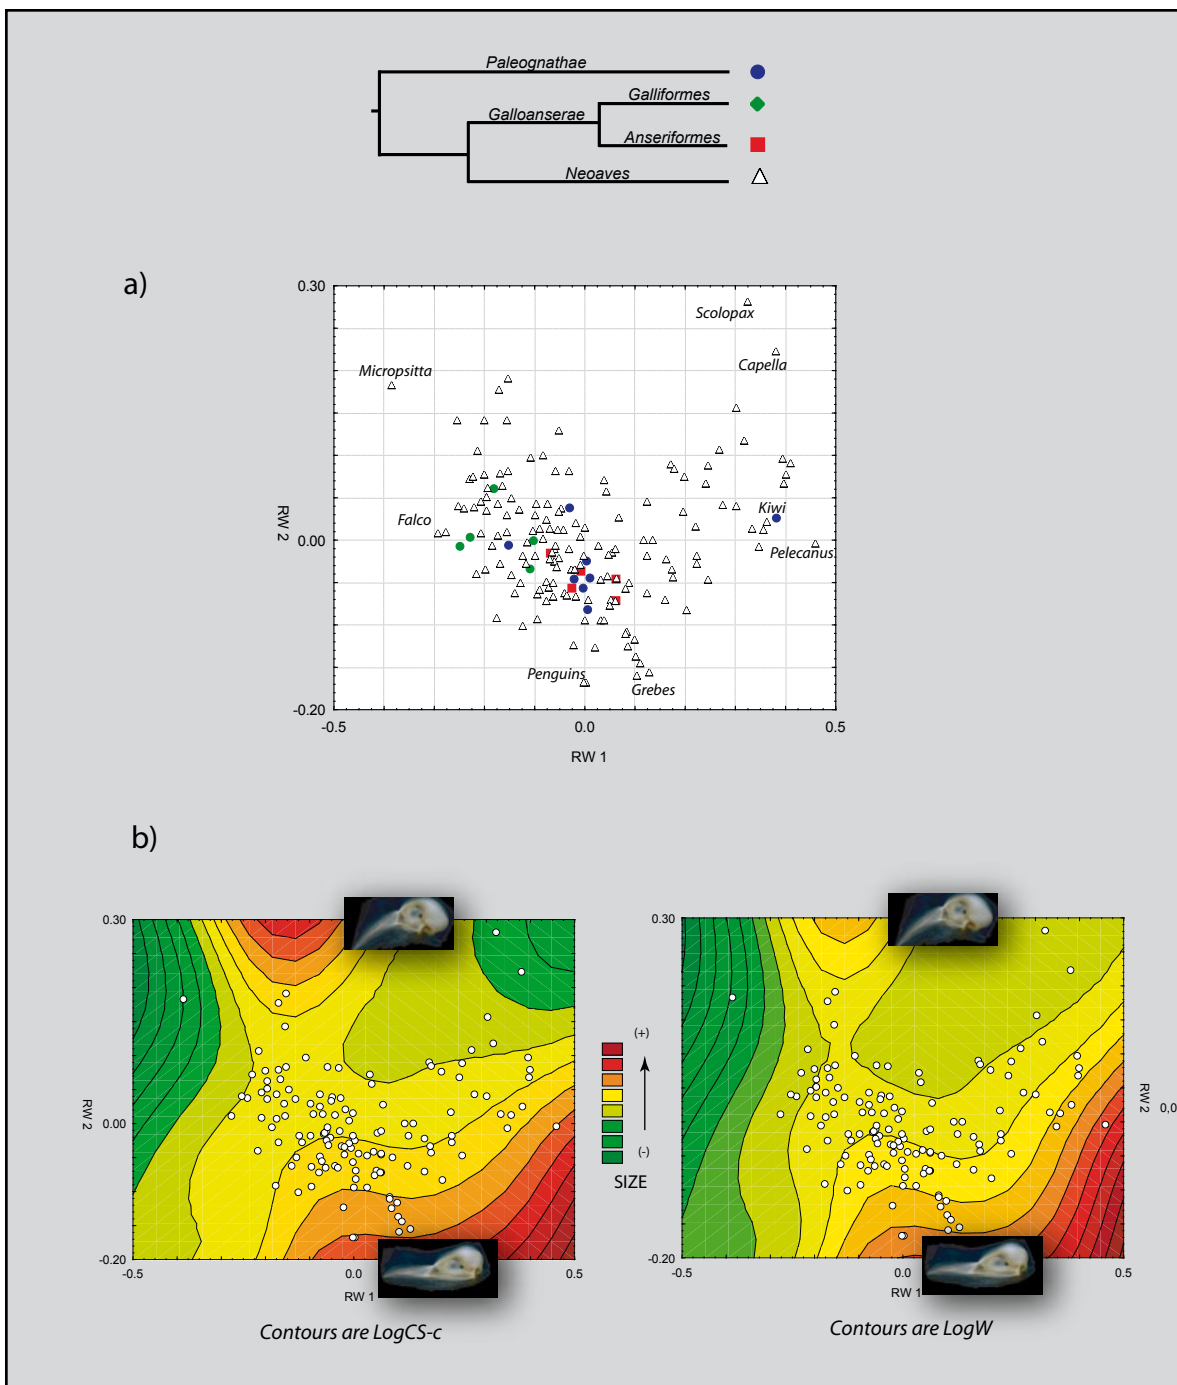 Paleognathae
Galliformes
Galloanserae
Anseriformes
Neoaves
a)
0.30
Scolopax
Capella
Micropsitta
Kiwi
Falco
RW 2
0.00
Pelecanus
Penguins
Grebes
-0.20
-0.5
0.0
0.5
RW 1
b)
0.30
0.30
(+)
RW 2
0.00
RW 2
0,0
(-)
SIZE
-0.20
-0.20
-0.5
0.0
0.5
-0.5
0.0
0.5
RW 1
RW 1
Contours are LogCS-c
Contours are LogW